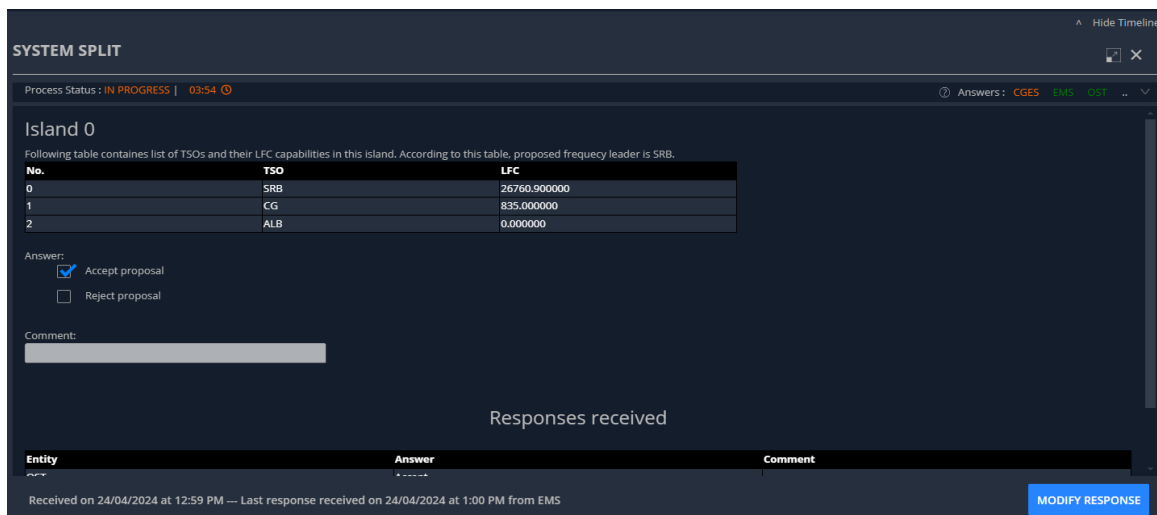 ^ Hide Timeline
SYSTEM SPLIT
Process Status : IN PROGRESS | 03:54
? Answers : CGES EMS OST ..
Island 0
Following table containes list of TSOs and their LFC capabilities in this island. According to this table, proposed frequecy leader is SRB.
No. TSO LFC
0 SRB 26760.900000
1 CG 835.000000
2 ALB 0.000000
Answer:
Accept proposal
Reject proposal
Comment:
Responses received
Entity Answer Comment
OST Accept
Received on 24/04/2024 at 12:59 PM --- Last response received on 24/04/2024 at 1:00 PM from EMS
MODIFY RESPONSE